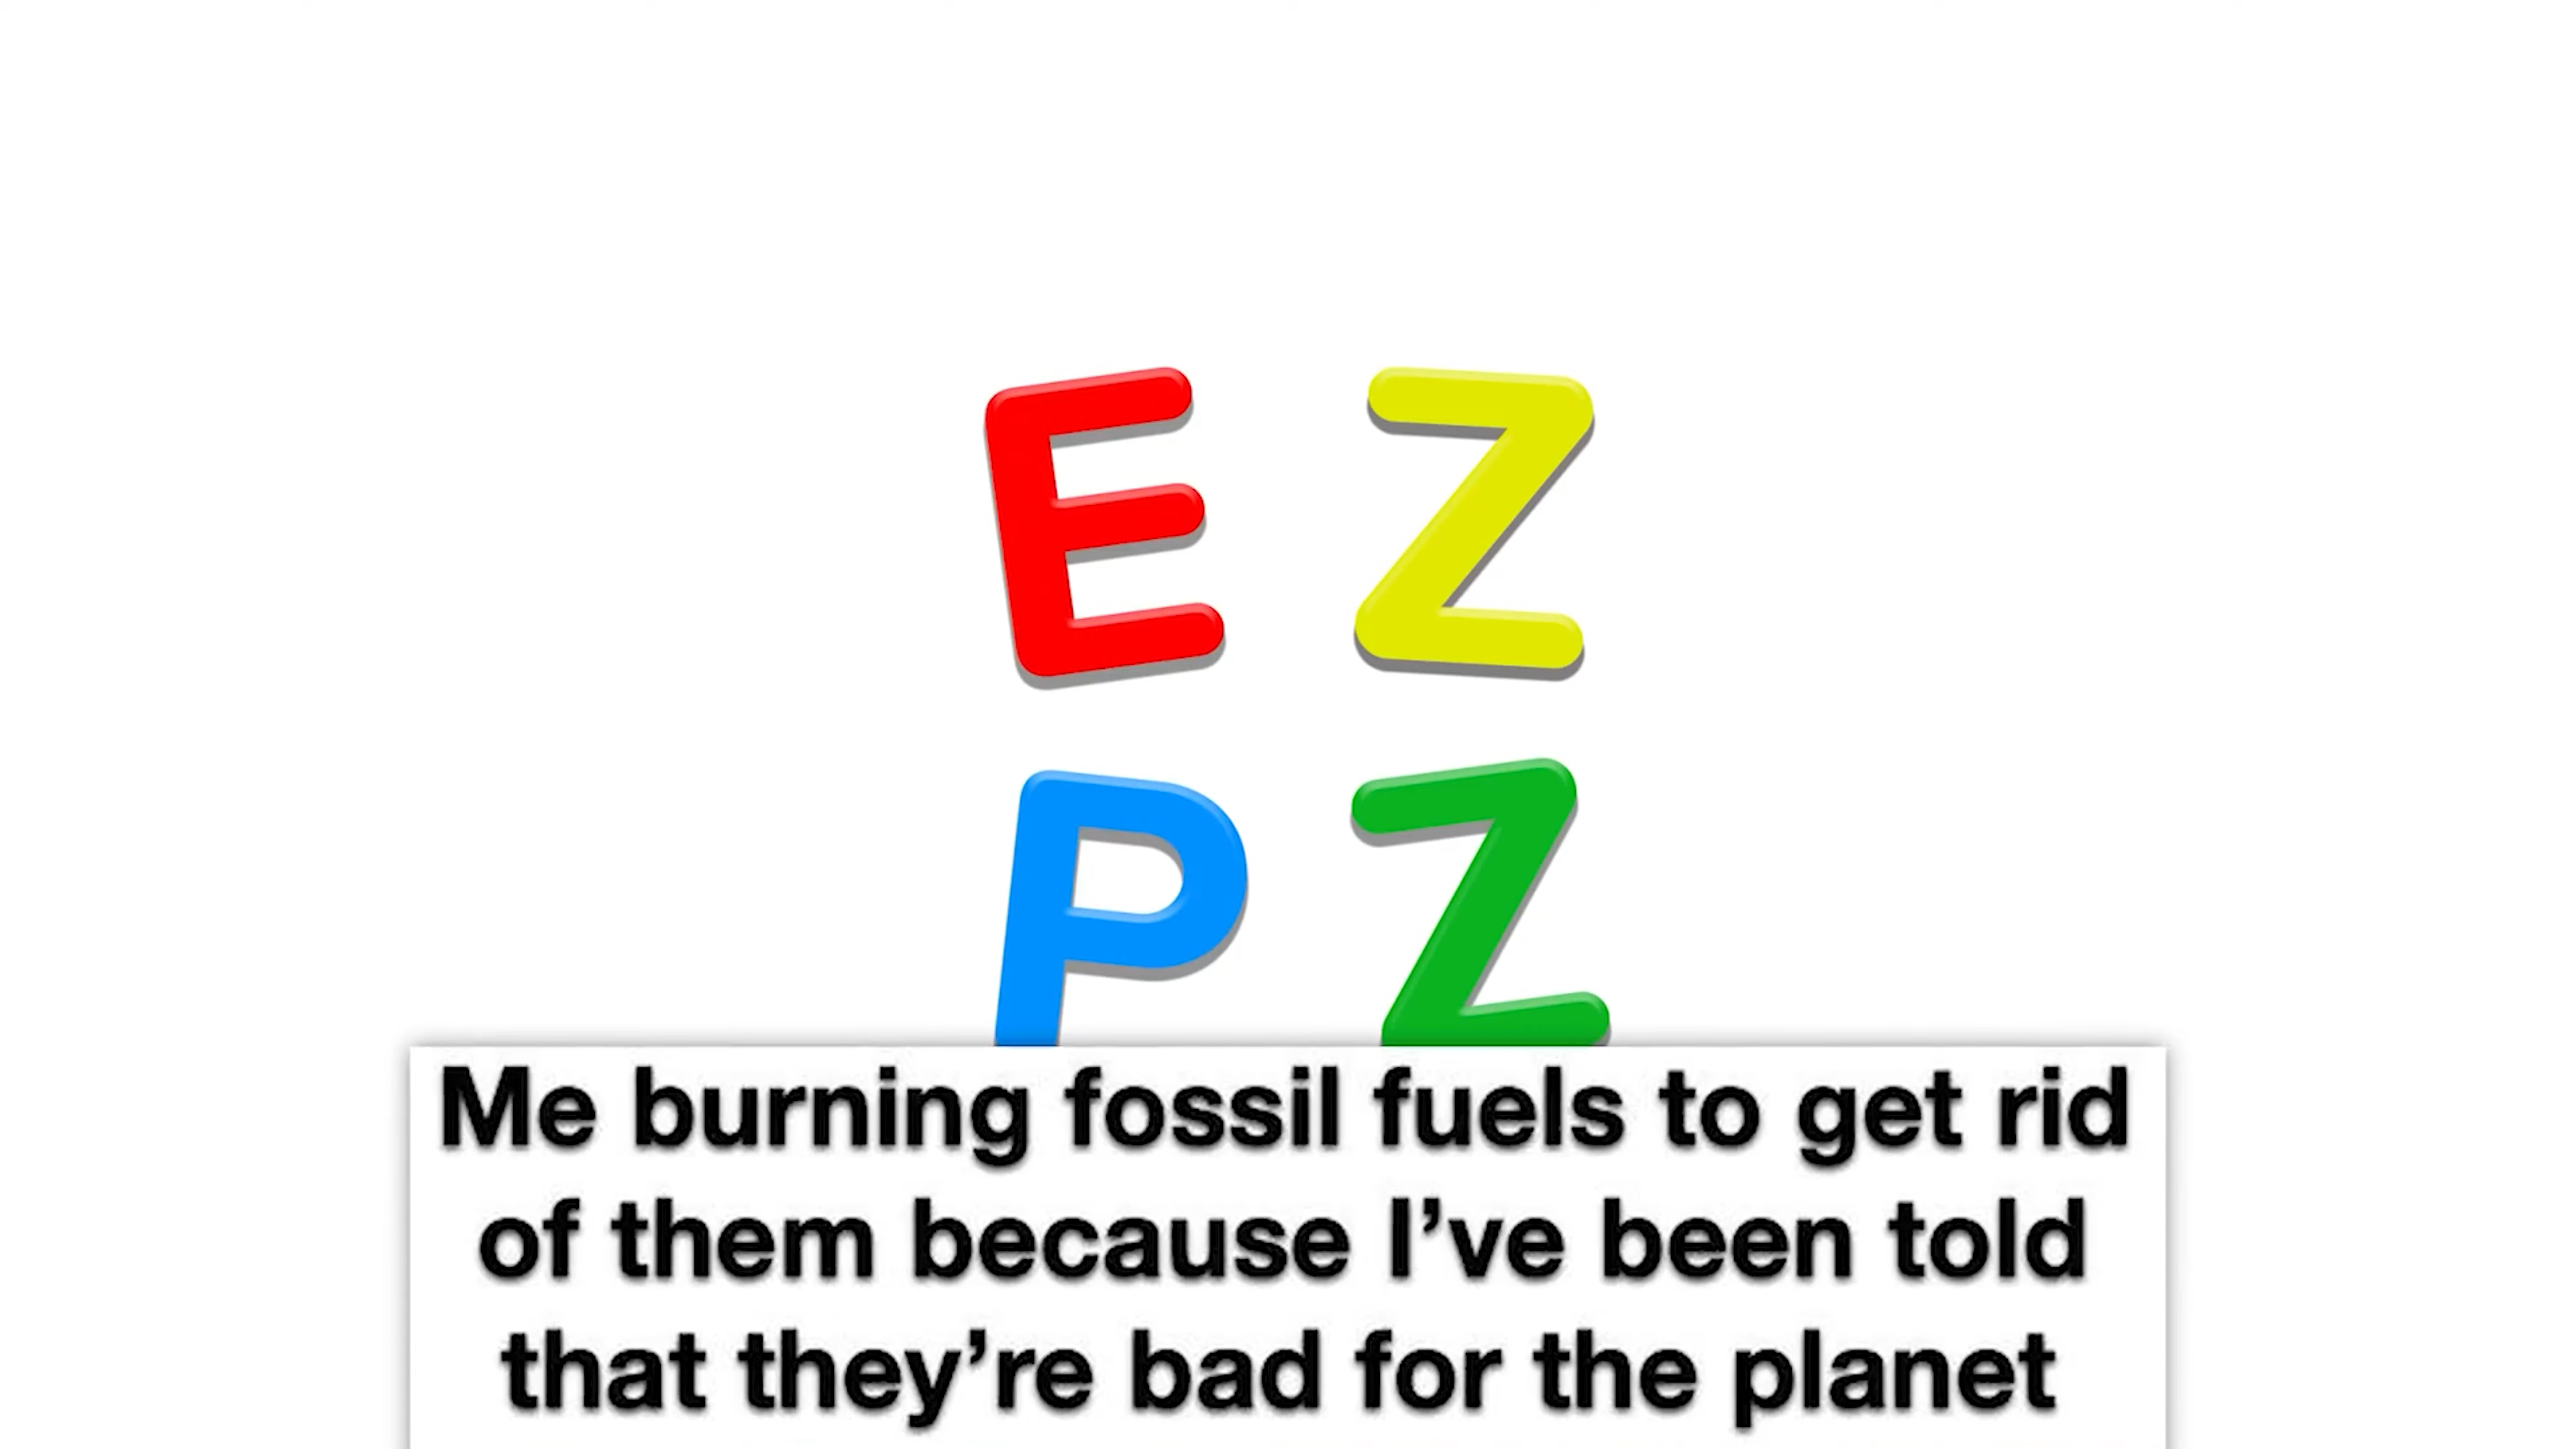 E Z
P Z
Me burning fossil fuels to get rid
of them because I’ve been told
that they’re bad for the planet